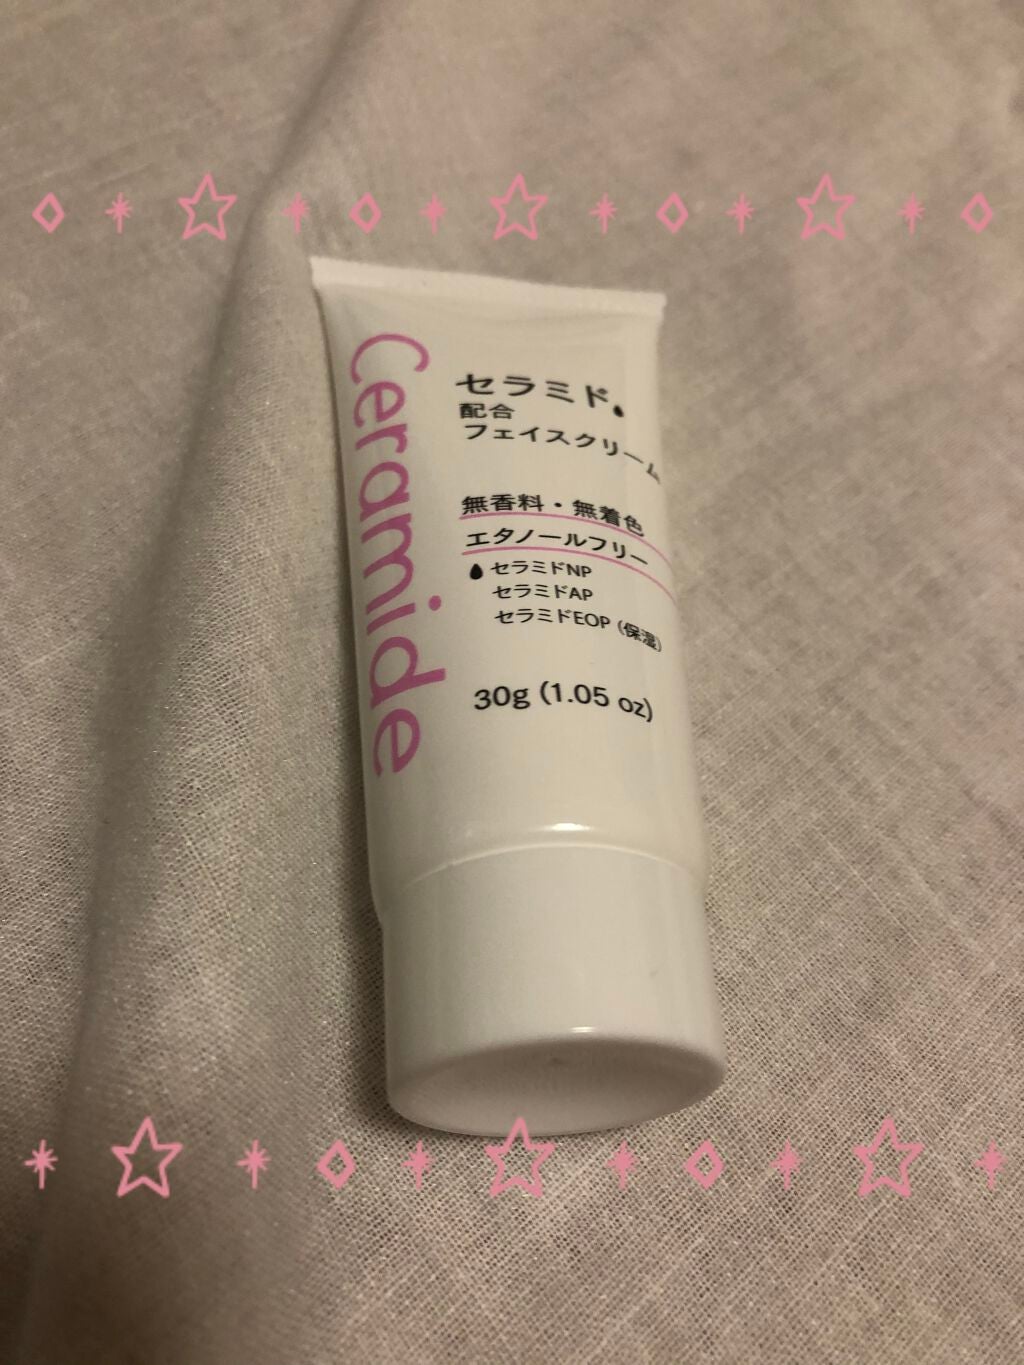 Ceramide
セラミド
配合
フェイスクリーム
無香料・無着色
エタノールフリー
セラミドNP
セラミドAP
セラミドEOP (保湿)
30g (1.05 oz)